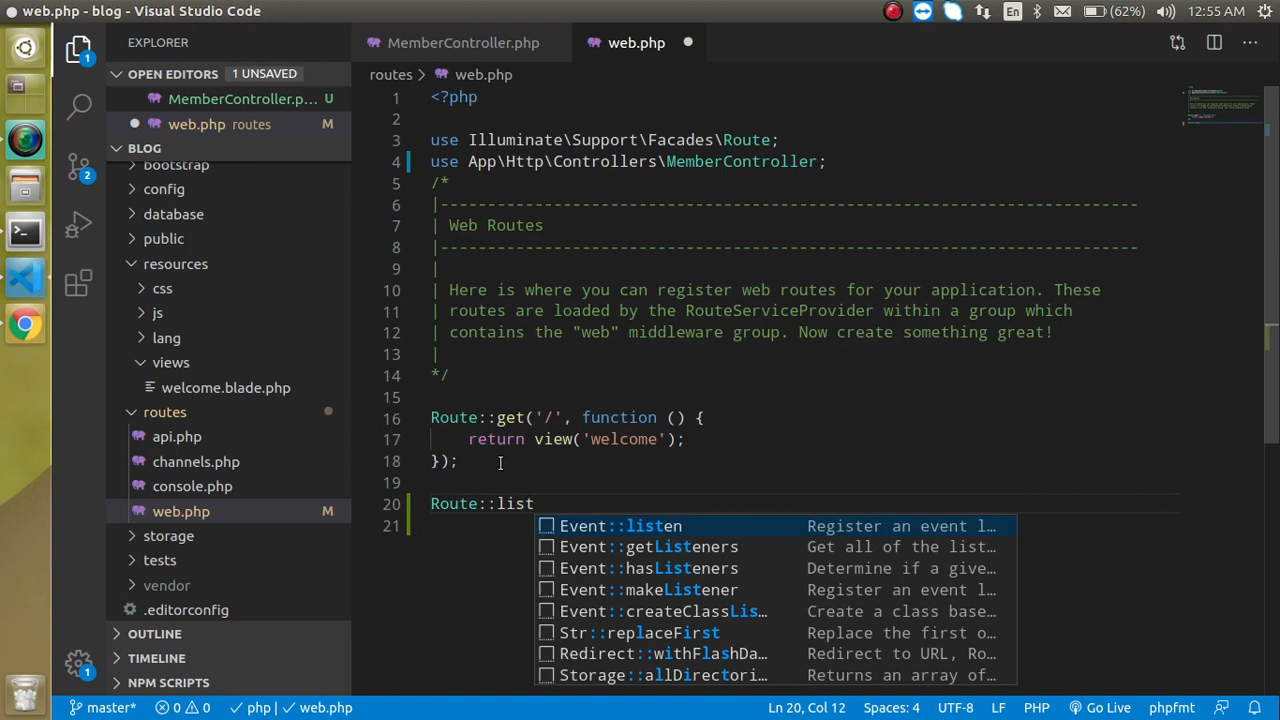 web.php - blog - Visual Studio Code
En
(62%)
12:55 AM
EXPLORER
MemberController.php
web.php
1
OPEN EDITORS 1 UNSAVED
routes > web.php
MemberController.p... U
web.php routes M
BLOG
2
bootstrap
config
database
public
resources
css
js
lang
views
welcome.blade.php
routes
api.php
channels.php
console.php
web.php M
storage
tests
vendor
.editorconfig
OUTLINE
TIMELINE
NPM SCRIPTS
1
1 <?php
2
3 use Illuminate\Support\Facades\Route;
4 use App\Http\Controllers\MemberController;
5 /*
6 |--------------------------------------------------------------------------
7 | Web Routes
8 |--------------------------------------------------------------------------
9 |
10 | Here is where you can register web routes for your application. These
11 | routes are loaded by the RouteServiceProvider within a group which
12 | contains the "web" middleware group. Now create something great!
13 |
14 */
15
16 Route::get('/', function () {
17 return view('welcome');
18 });
19
20 Route::list
21
Event::listen Register an event l...
Event::getListeners Get all of the list...
Event::hasListeners Determine if a give...
Event::makeListener Register an event l...
Event::createClassLis... Create a class base...
Str::replaceFirst Replace the first o...
Redirect::withFlashDa... Redirect to URL, Ro...
Storage::allDirectori... Returns an array of...
master* 0 0 php | web.php Ln 20, Col 12 Spaces: 4 UTF-8 LF PHP Go Live phpfmt